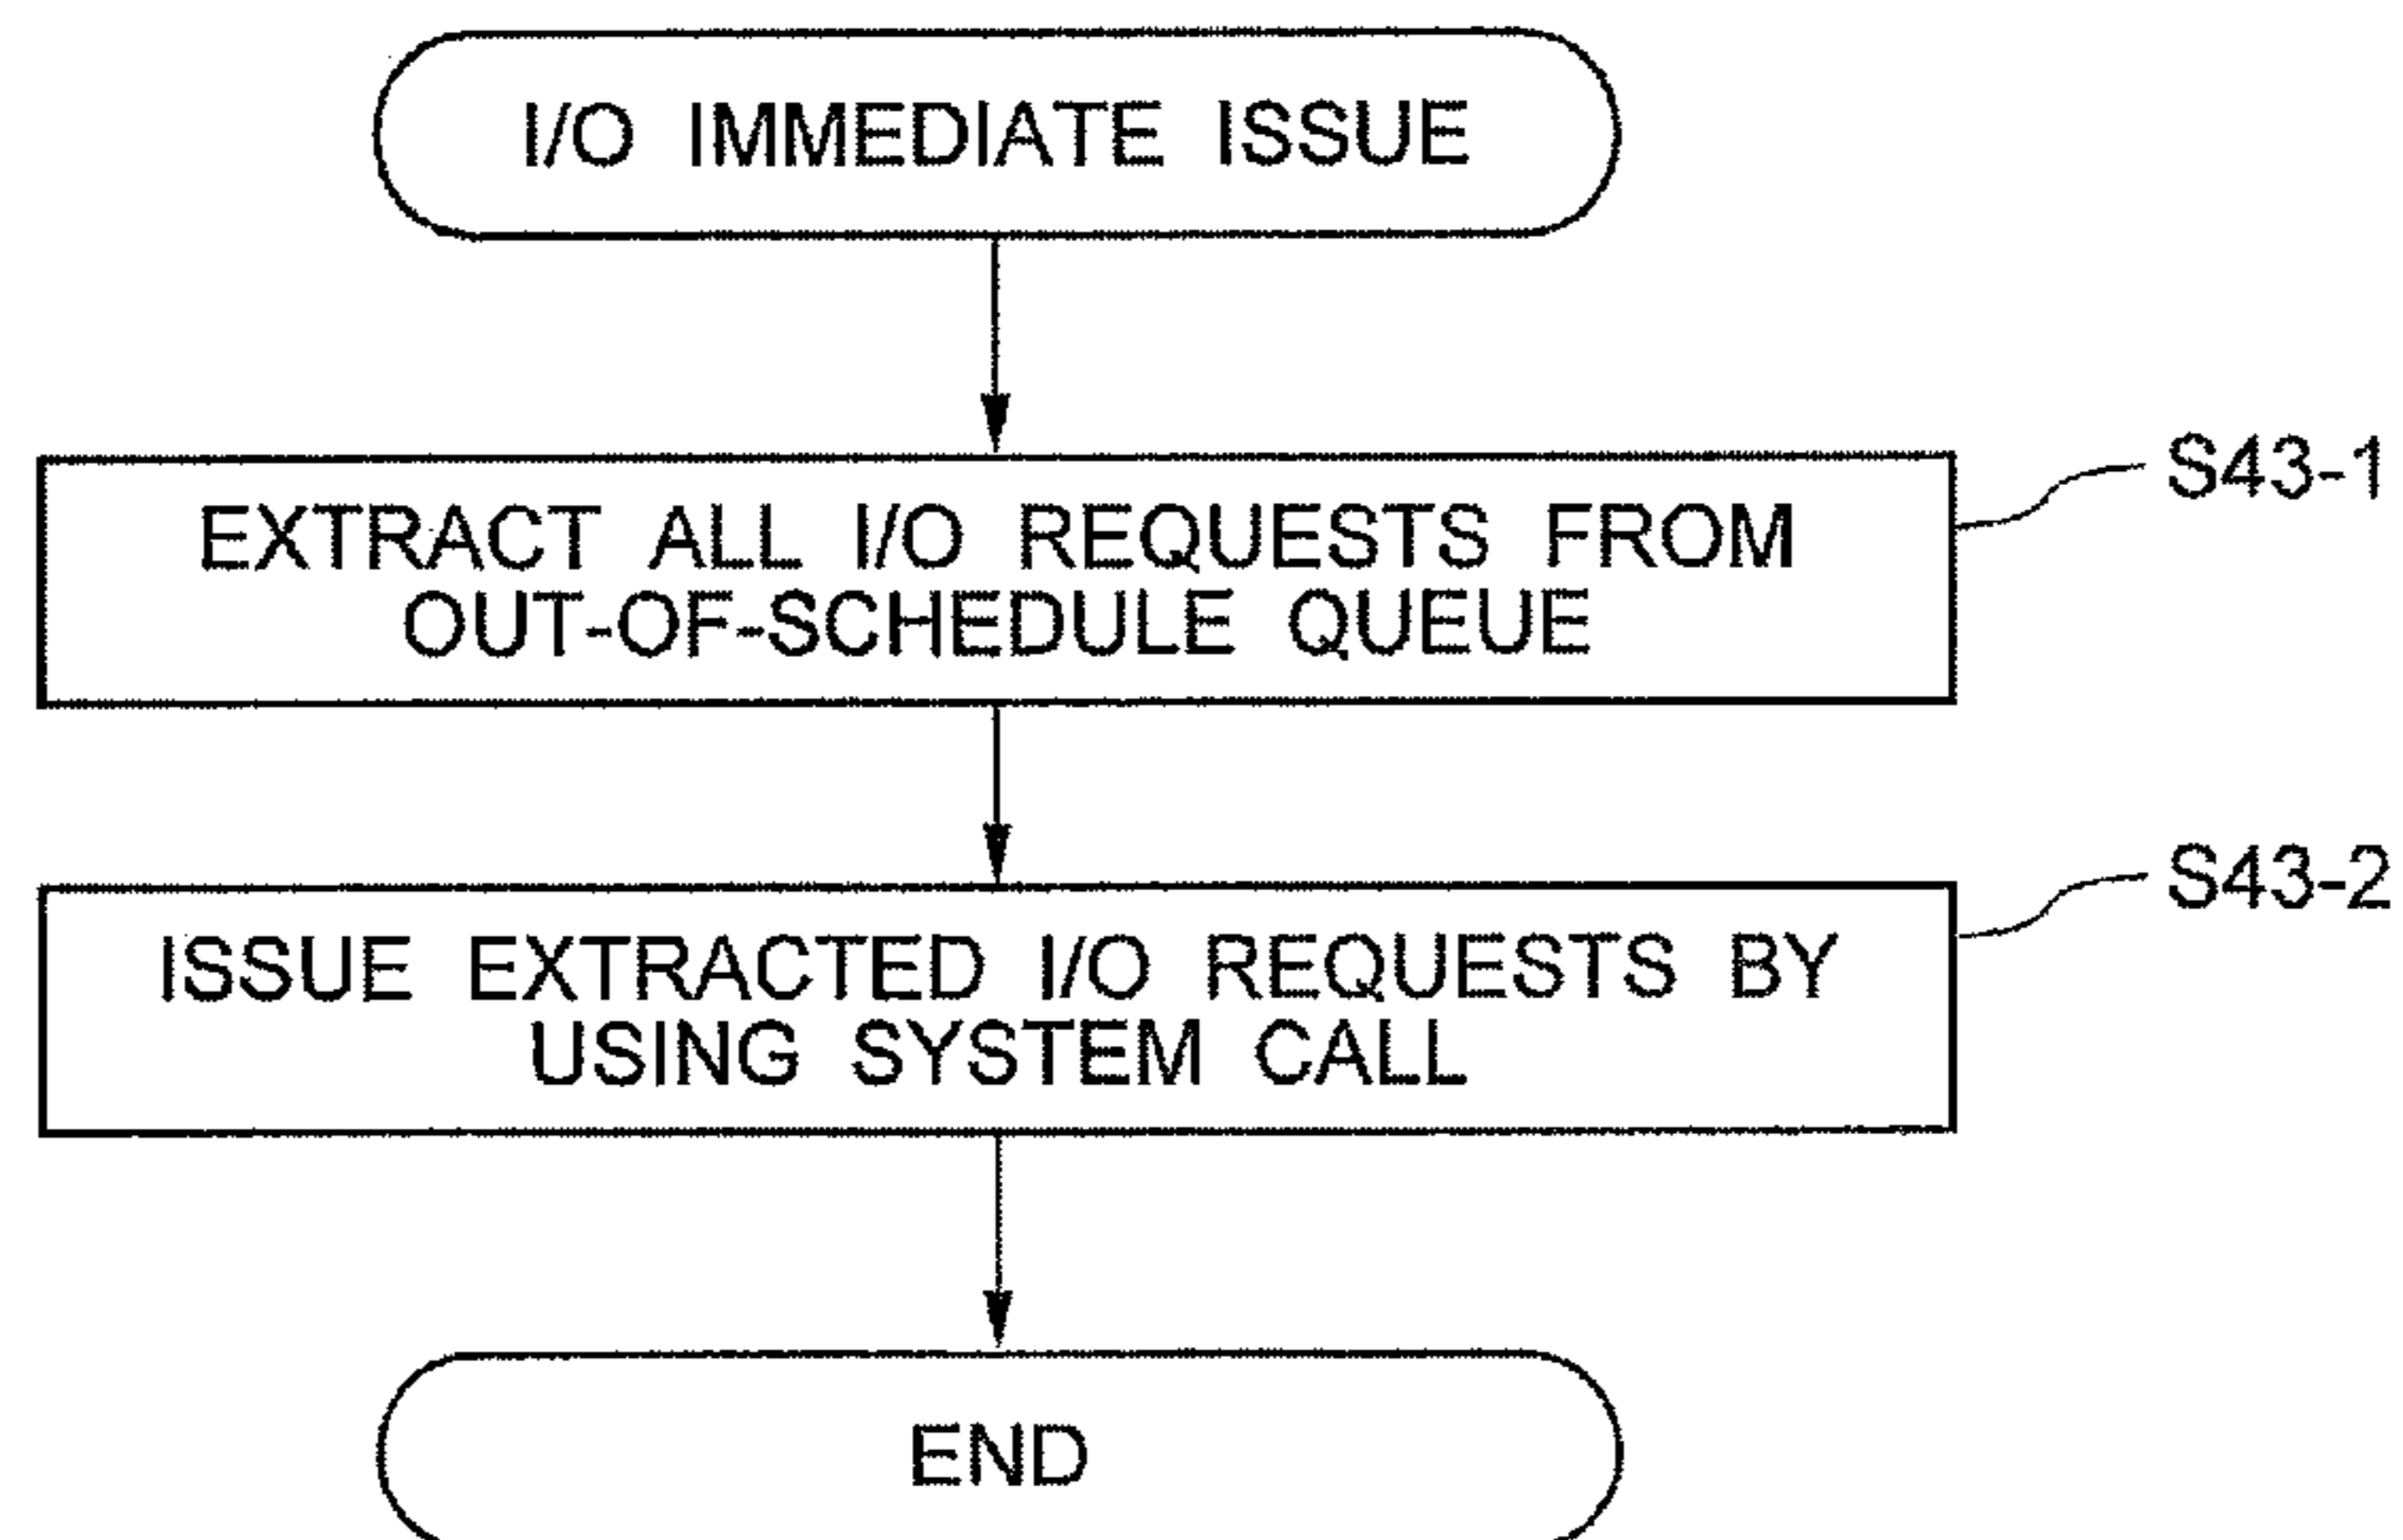 I/O IMMEDIATE ISSUE
S43-1
EXTRACT ALL I/O REQUESTS FROM
OUT-OF-SCHEDULE QUEUE
S43-2
ISSUE EXTRACTED I/O REQUESTS BY
USING SYSTEM CALL
END